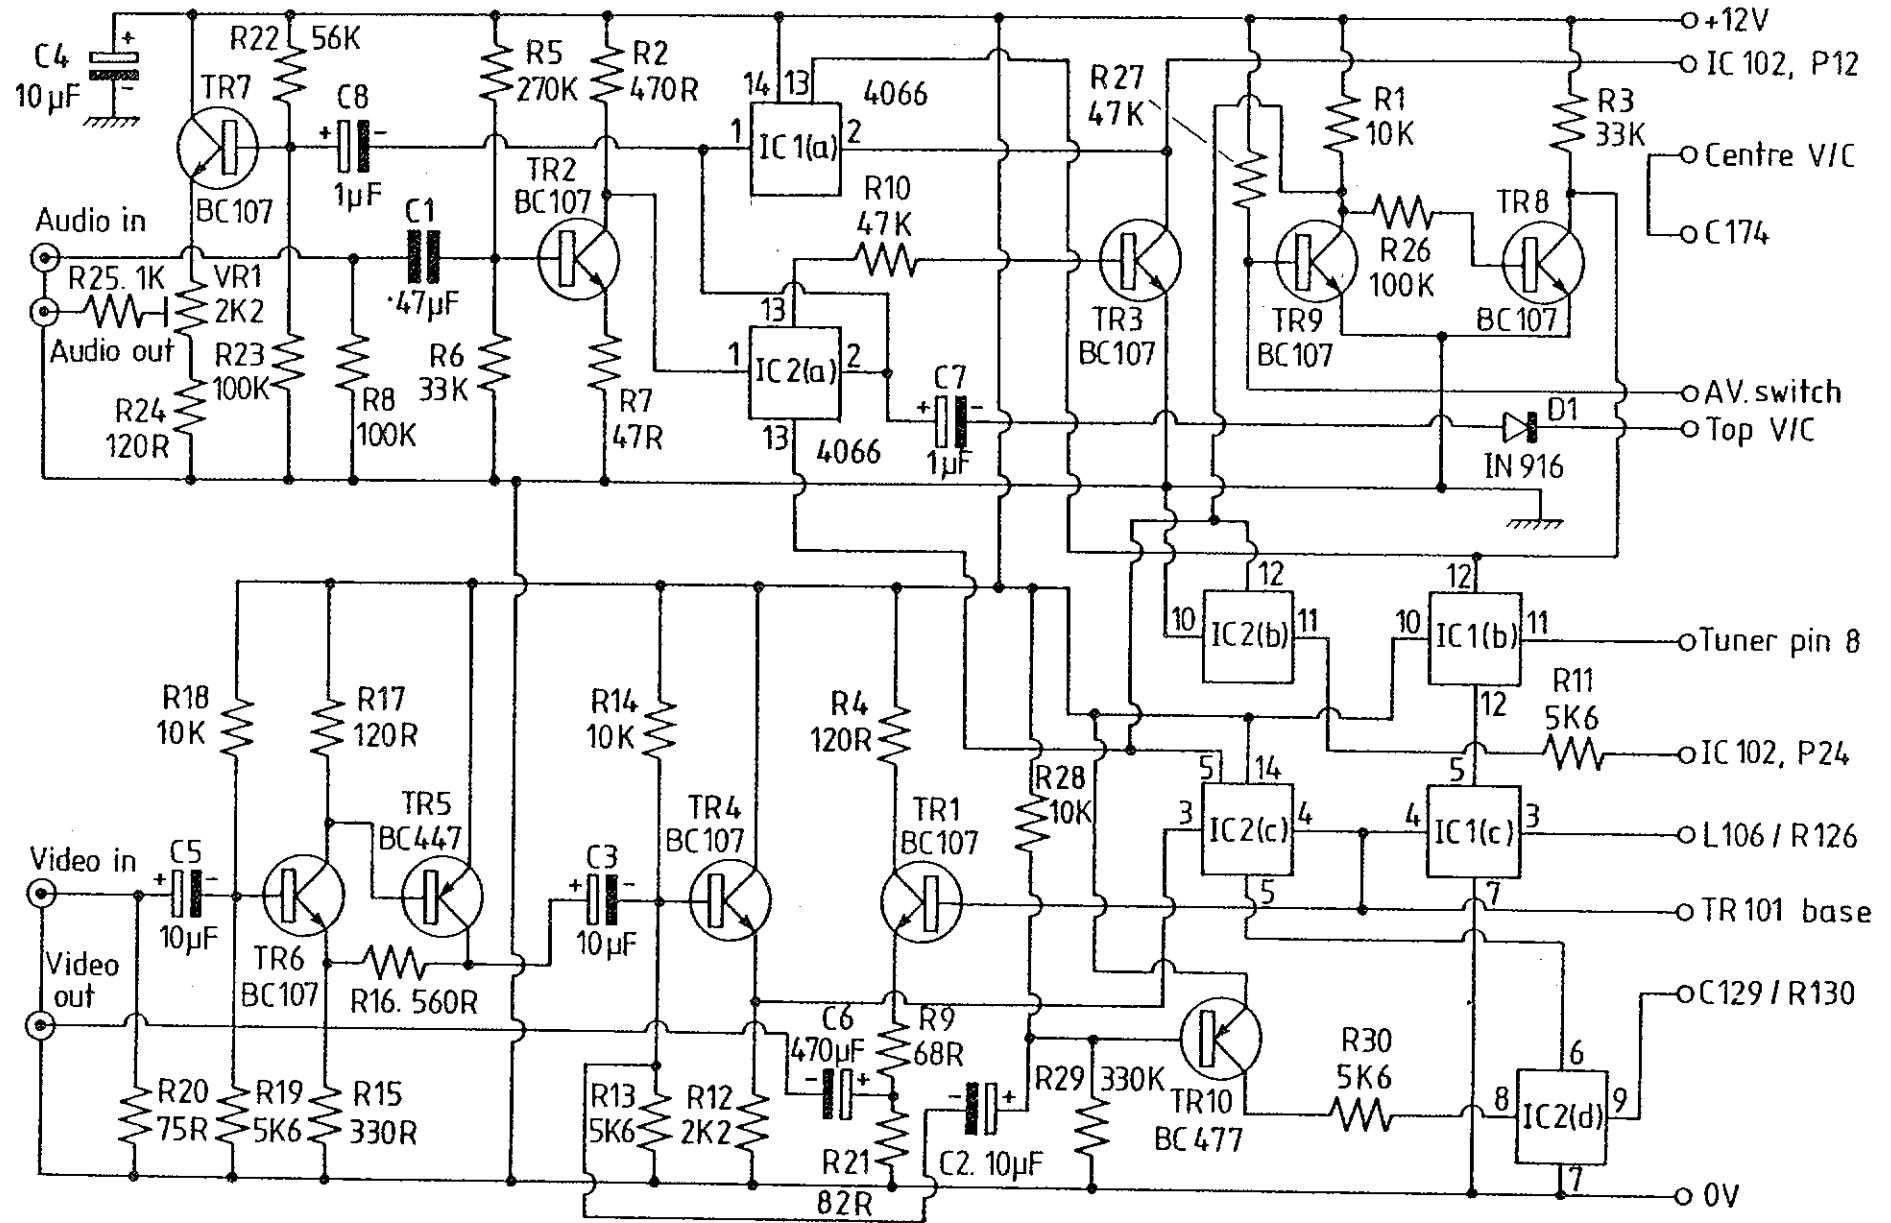 +12V
IC 102, P12
Centre V/C
C174
AV. switch
Top V/C
Tuner pin 8
IC 102, P24
L106 / R126
TR 101 base
C129 / R130
0V
C4
10µF
+
-
R22
56K
TR7
BC107
C8
+
-
1µF
R5
270K
R2
470R
14
13
4066
1
IC1(a)
2
R27
47K
R1
10K
R3
33K
Audio in
R25. 1K
VR1
2K2
Audio out
C1
·47µF
TR2
BC107
R10
47K
TR3
BC107
TR9
BC107
R26
100K
TR8
BC107
R24
120R
R23
100K
R8
100K
R6
33K
R7
47R
13
1
IC2(a)
2
13
4066
C7
+
-
1µF
D1
IN 916
R18
10K
R17
120R
R14
10K
R4
120R
12
10
IC2(b)
11
12
10
IC1(b)
11
12
R11
5K6
R28
10K
5
14
3
IC2(c)
4
5
5
4
IC1(c)
3
7
Video in
C5
+
-
10µF
TR6
BC107
TR5
BC447
R16. 560R
C3
+
-
10µF
TR4
BC107
TR1
BC107
Video
out
R20
75R
R19
5K6
R15
330R
R13
5K6
R12
2K2
C6
470µF
-
+
R9
68R
R21
82R
C2. 10µF
-
+
R29
330K
TR10
BC477
R30
5K6
6
8
IC2(d)
9
7